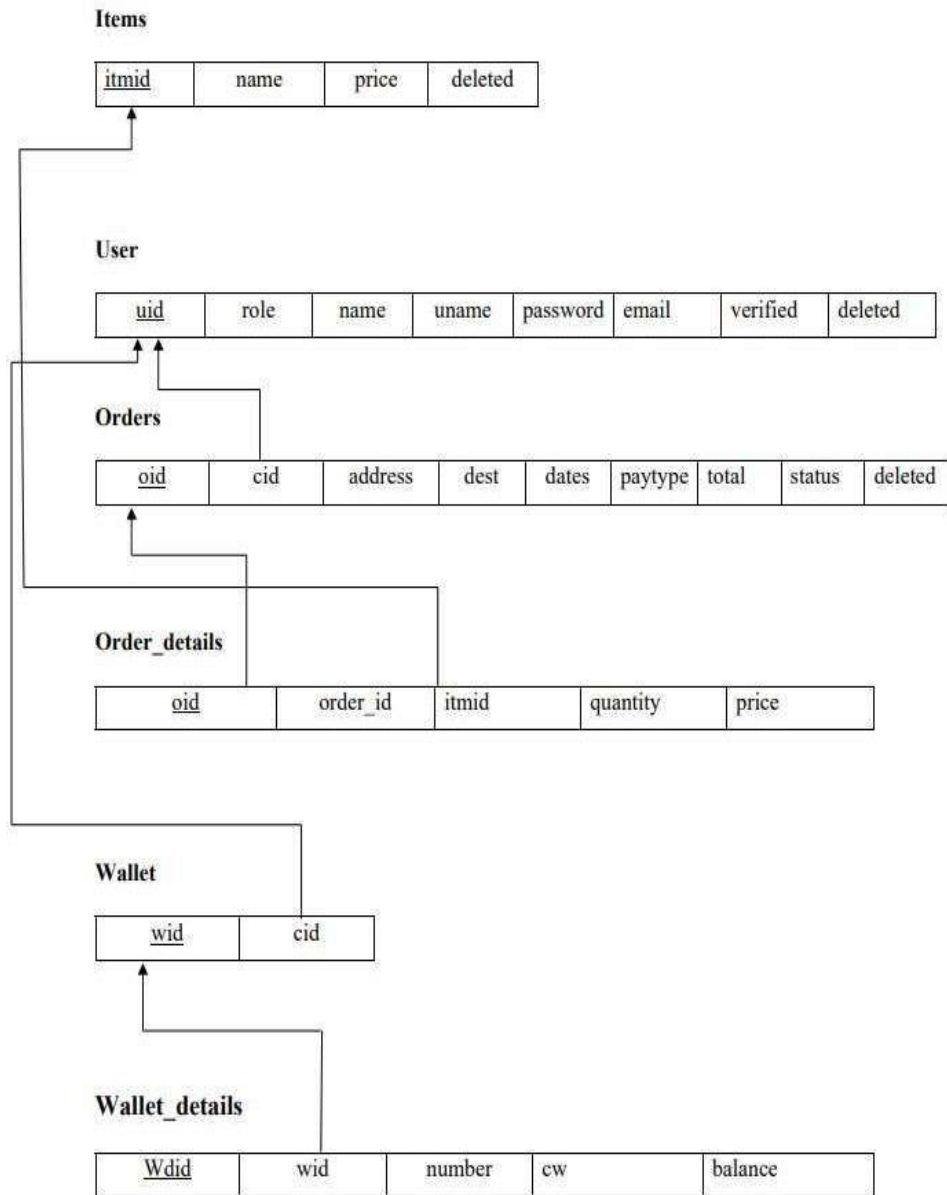 Items
itmid name price deleted
User
uid role name uname password email verified deleted
Orders
oid cid address dest dates paytype total status deleted
Order_details
oid order_id itmid quantity price
Wallet
wid cid
Wallet_details
Wdid wid number cw balance